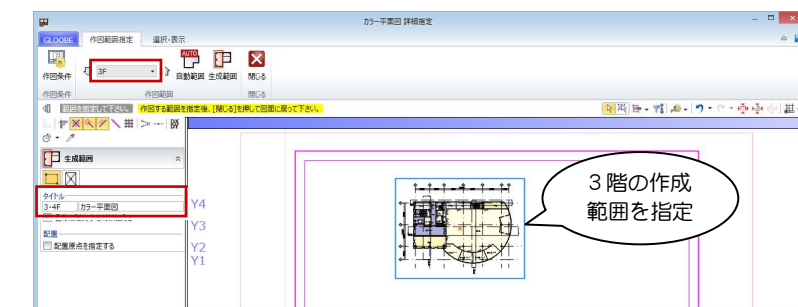 カラー平面図 詳細指定
GLOOBE 作図範囲指定 選択・表示
作図条件 3F 自動範囲 生成範囲 閉じる
AUTO
作図条件 作図範囲 閉じる
範囲を指定して下さい。 作図する範囲を指定後、[閉じる]を押して図面に戻って下さい。
生成範囲
タイトル
3・4F カラー平面図
配置
配置原点を指定する
Y4
Y3
Y2
Y1
3階の作成
範囲を指定